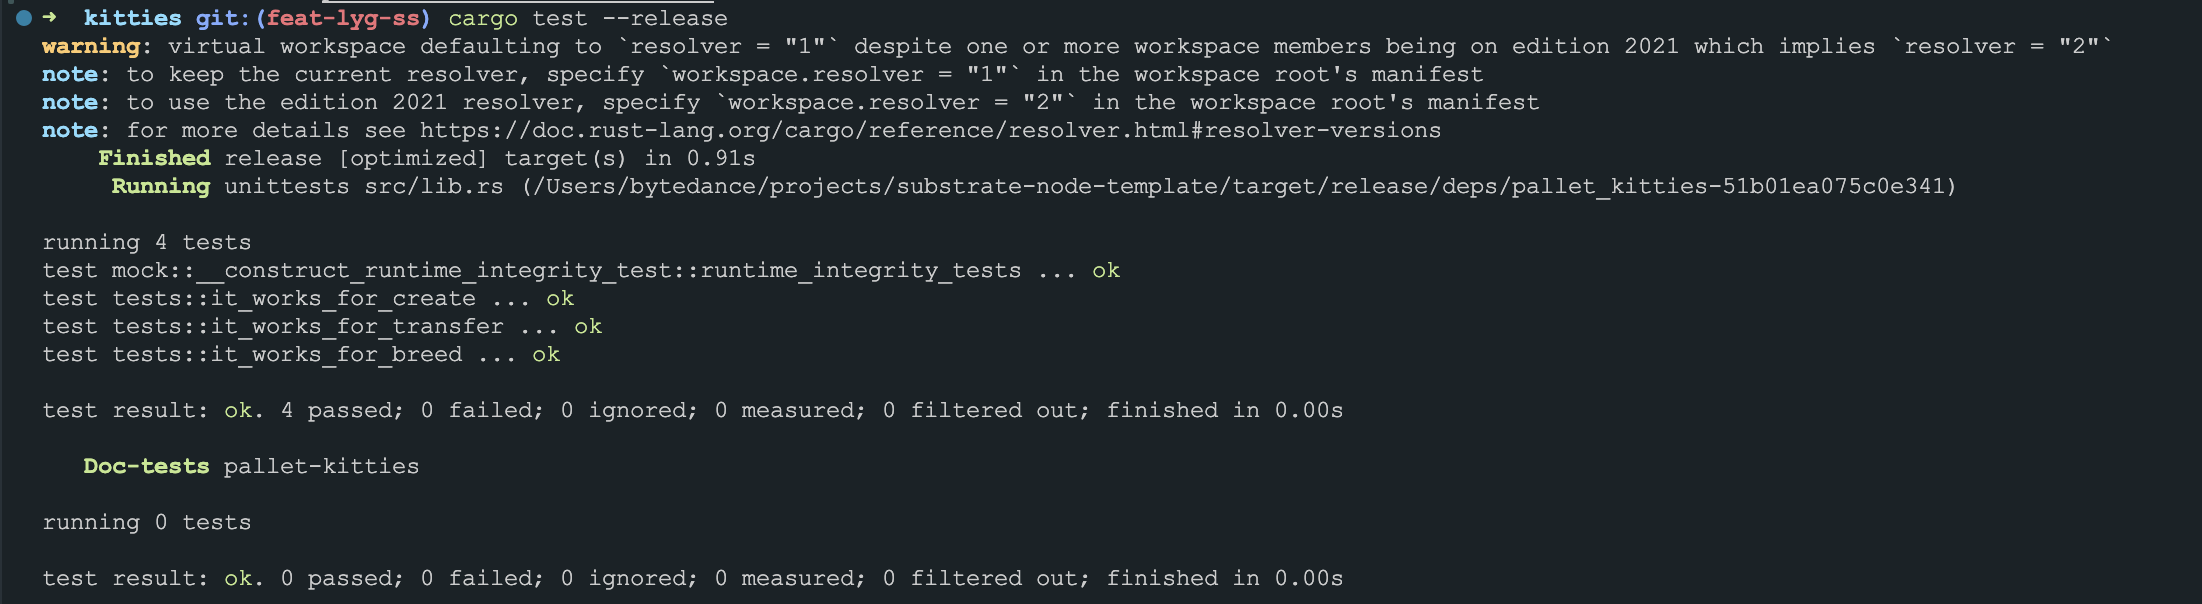 ➜  kitties git:(feat-lyg-ss) cargo test --release
warning: virtual workspace defaulting to `resolver = "1"` despite one or more workspace members being on edition 2021 which implies `resolver = "2"`
note: to keep the current resolver, specify `workspace.resolver = "1"` in the workspace root's manifest
note: to use the edition 2021 resolver, specify `workspace.resolver = "2"` in the workspace root's manifest
note: for more details see https://doc.rust-lang.org/cargo/reference/resolver.html#resolver-versions
    Finished release [optimized] target(s) in 0.91s
     Running unittests src/lib.rs (/Users/bytedance/projects/substrate-node-template/target/release/deps/pallet_kitties-51b01ea075c0e341)
running 4 tests
test mock::__construct_runtime_integrity_test::runtime_integrity_tests ... ok
test tests::it_works_for_create ... ok
test tests::it_works_for_transfer ... ok
test tests::it_works_for_breed ... ok
test result: ok. 4 passed; 0 failed; 0 ignored; 0 measured; 0 filtered out; finished in 0.00s
   Doc-tests pallet-kitties
running 0 tests
test result: ok. 0 passed; 0 failed; 0 ignored; 0 measured; 0 filtered out; finished in 0.00s